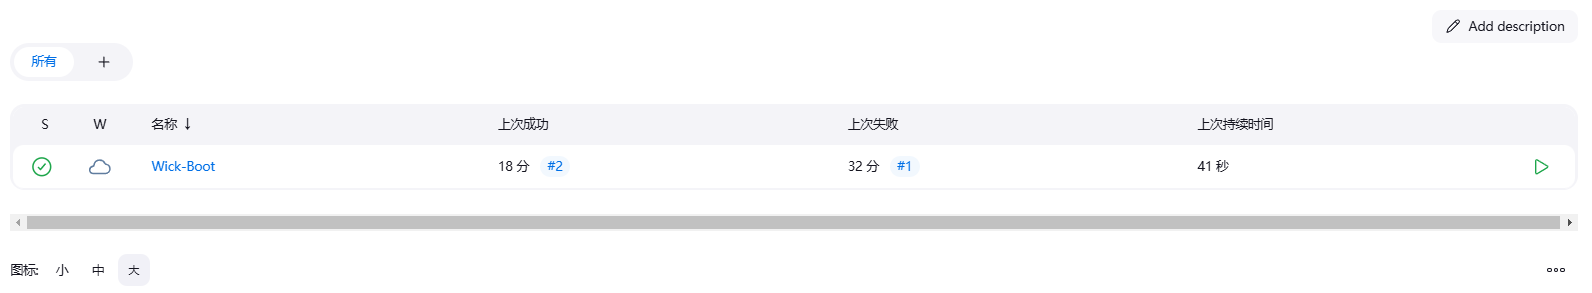 Add description
所有 +
S W 名称 ↓ 上次成功 上次失败 上次持续时间
Wick-Boot 18 分 #2 32 分 #1 41 秒
图标: 小 中 大